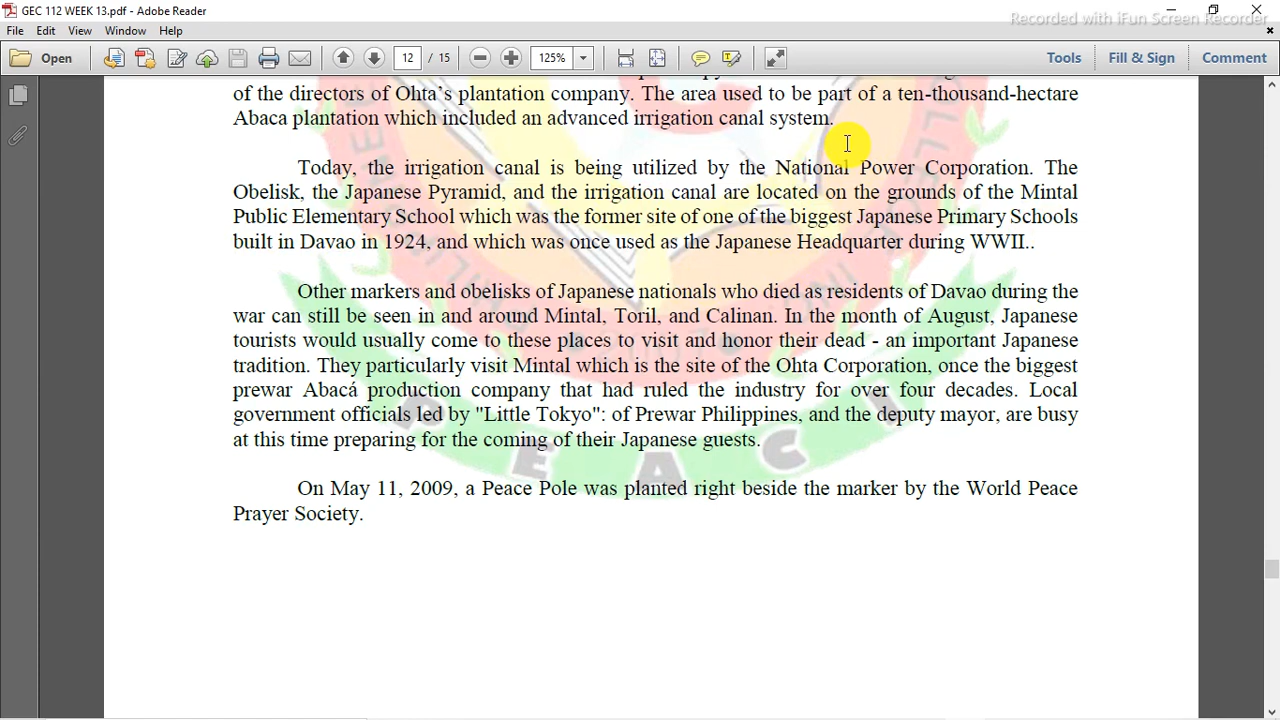 GEC 112 WEEK 13.pdf - Adobe Reader
Recorded with iFun Screen Recorder
File Edit View Window Help
Open 12 / 15 125% Tools Fill & Sign Comment
of the directors of Ohta's plantation company. The area used to be part of a ten-thousand-hectare
Abaca plantation which included an advanced irrigation canal system.
Today, the irrigation canal is being utilized by the National Power Corporation. The
Obelisk, the Japanese Pyramid, and the irrigation canal are located on the grounds of the Mintal
Public Elementary School which was the former site of one of the biggest Japanese Primary Schools
built in Davao in 1924, and which was once used as the Japanese Headquarter during WWII..
Other markers and obelisks of Japanese nationals who died as residents of Davao during the
war can still be seen in and around Mintal, Toril, and Calinan. In the month of August, Japanese
tourists would usually come to these places to visit and honor their dead - an important Japanese
tradition. They particularly visit Mintal which is the site of the Ohta Corporation, once the biggest
prewar Abacá production company that had ruled the industry for over four decades. Local
government officials led by "Little Tokyo": of Prewar Philippines, and the deputy mayor, are busy
at this time preparing for the coming of their Japanese guests.
On May 11, 2009, a Peace Pole was planted right beside the marker by the World Peace
Prayer Society.
2007
P E A C I